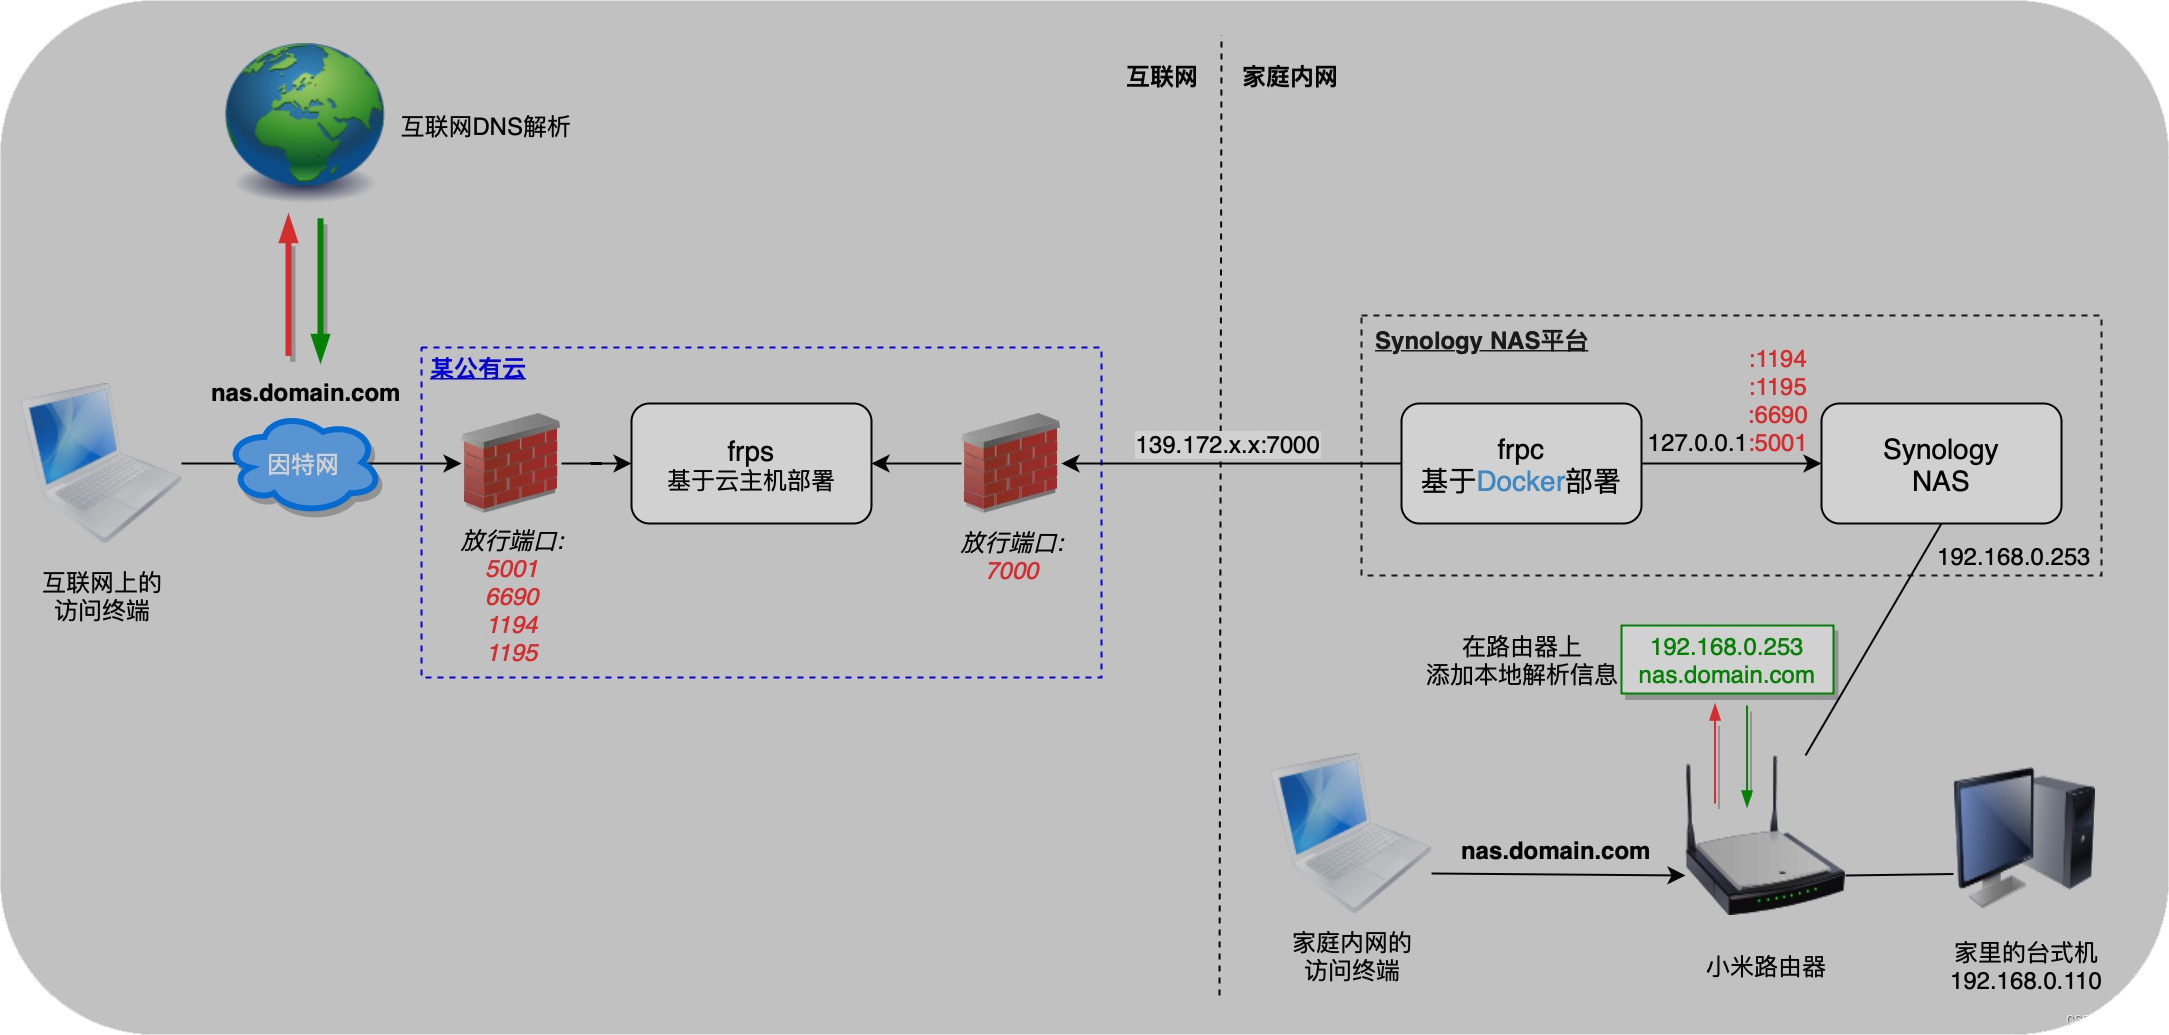 互联网
家庭内网
互联网DNS解析
nas.domain.com
因特网
互联网上的
访问终端
某公有云
放行端口:
5001
6690
1194
1195
frps
基于云主机部署
放行端口:
7000
139.172.x.x:7000
Synology NAS平台
frpc
基于Docker部署
:1194
:1195
:6690
127.0.0.1:5001
Synology
NAS
192.168.0.253
在路由器上
添加本地解析信息
192.168.0.253
nas.domain.com
nas.domain.com
家庭内网的
访问终端
小米路由器
家里的台式机
192.168.0.110